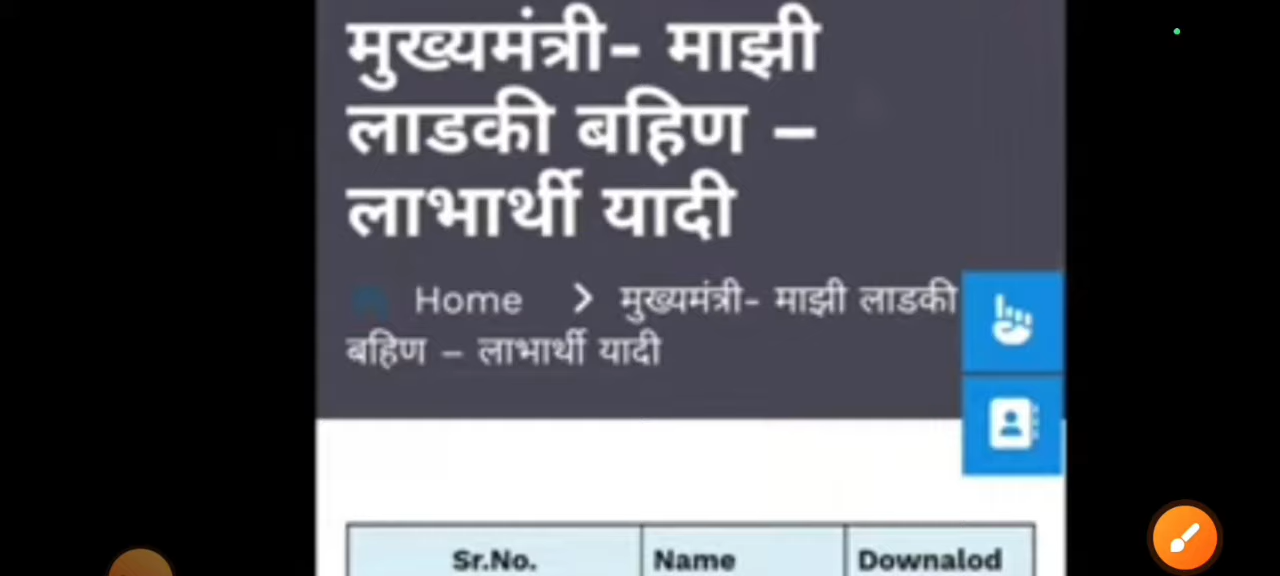 मुख्यमंत्री- माझी
लाडकी बहिण –
लाभार्थी यादी
Home > मुख्यमंत्री- माझी लाडकी
बहिण – लाभार्थी यादी
Sr.No. Name Downalod